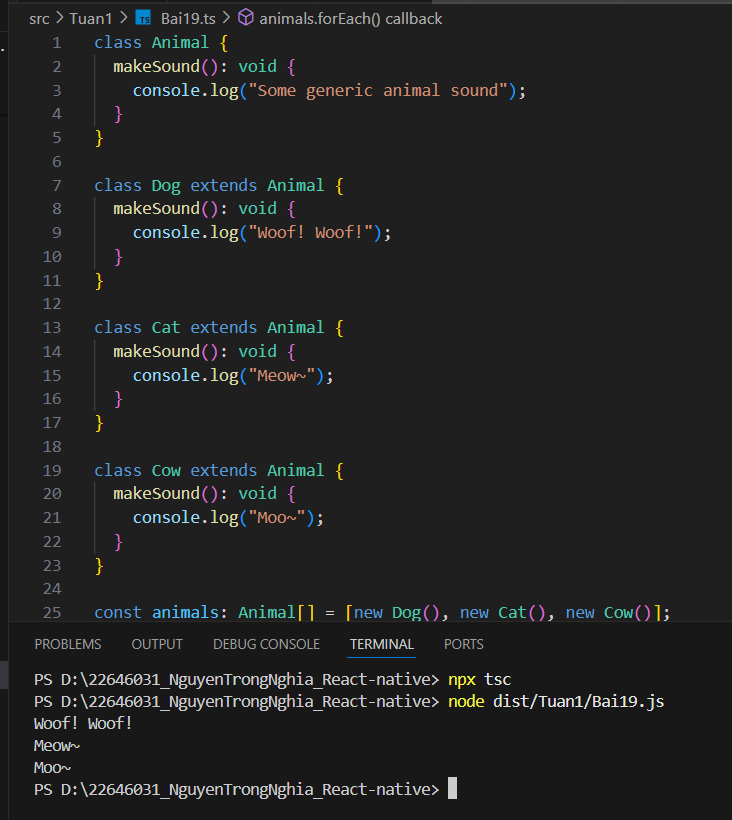 src > Tuan1 > TS Bai19.ts > animals.forEach() callback
1 class Animal {
2 makeSound(): void {
3 console.log("Some generic animal sound");
4 }
5 }
6
7 class Dog extends Animal {
8 makeSound(): void {
9 console.log("Woof! Woof!");
10 }
11 }
12
13 class Cat extends Animal {
14 makeSound(): void {
15 console.log("Meow~");
16 }
17 }
18
19 class Cow extends Animal {
20 makeSound(): void {
21 console.log("Moo~");
22 }
23 }
24
25 const animals: Animal[] = [new Dog(), new Cat(), new Cow()];
PROBLEMS OUTPUT DEBUG CONSOLE TERMINAL PORTS
PS D:\22646031_NguyenTrongNghia_React-native> npx tsc
PS D:\22646031_NguyenTrongNghia_React-native> node dist/Tuan1/Bai19.js
Woof! Woof!
Meow~
Moo~
PS D:\22646031_NguyenTrongNghia_React-native>